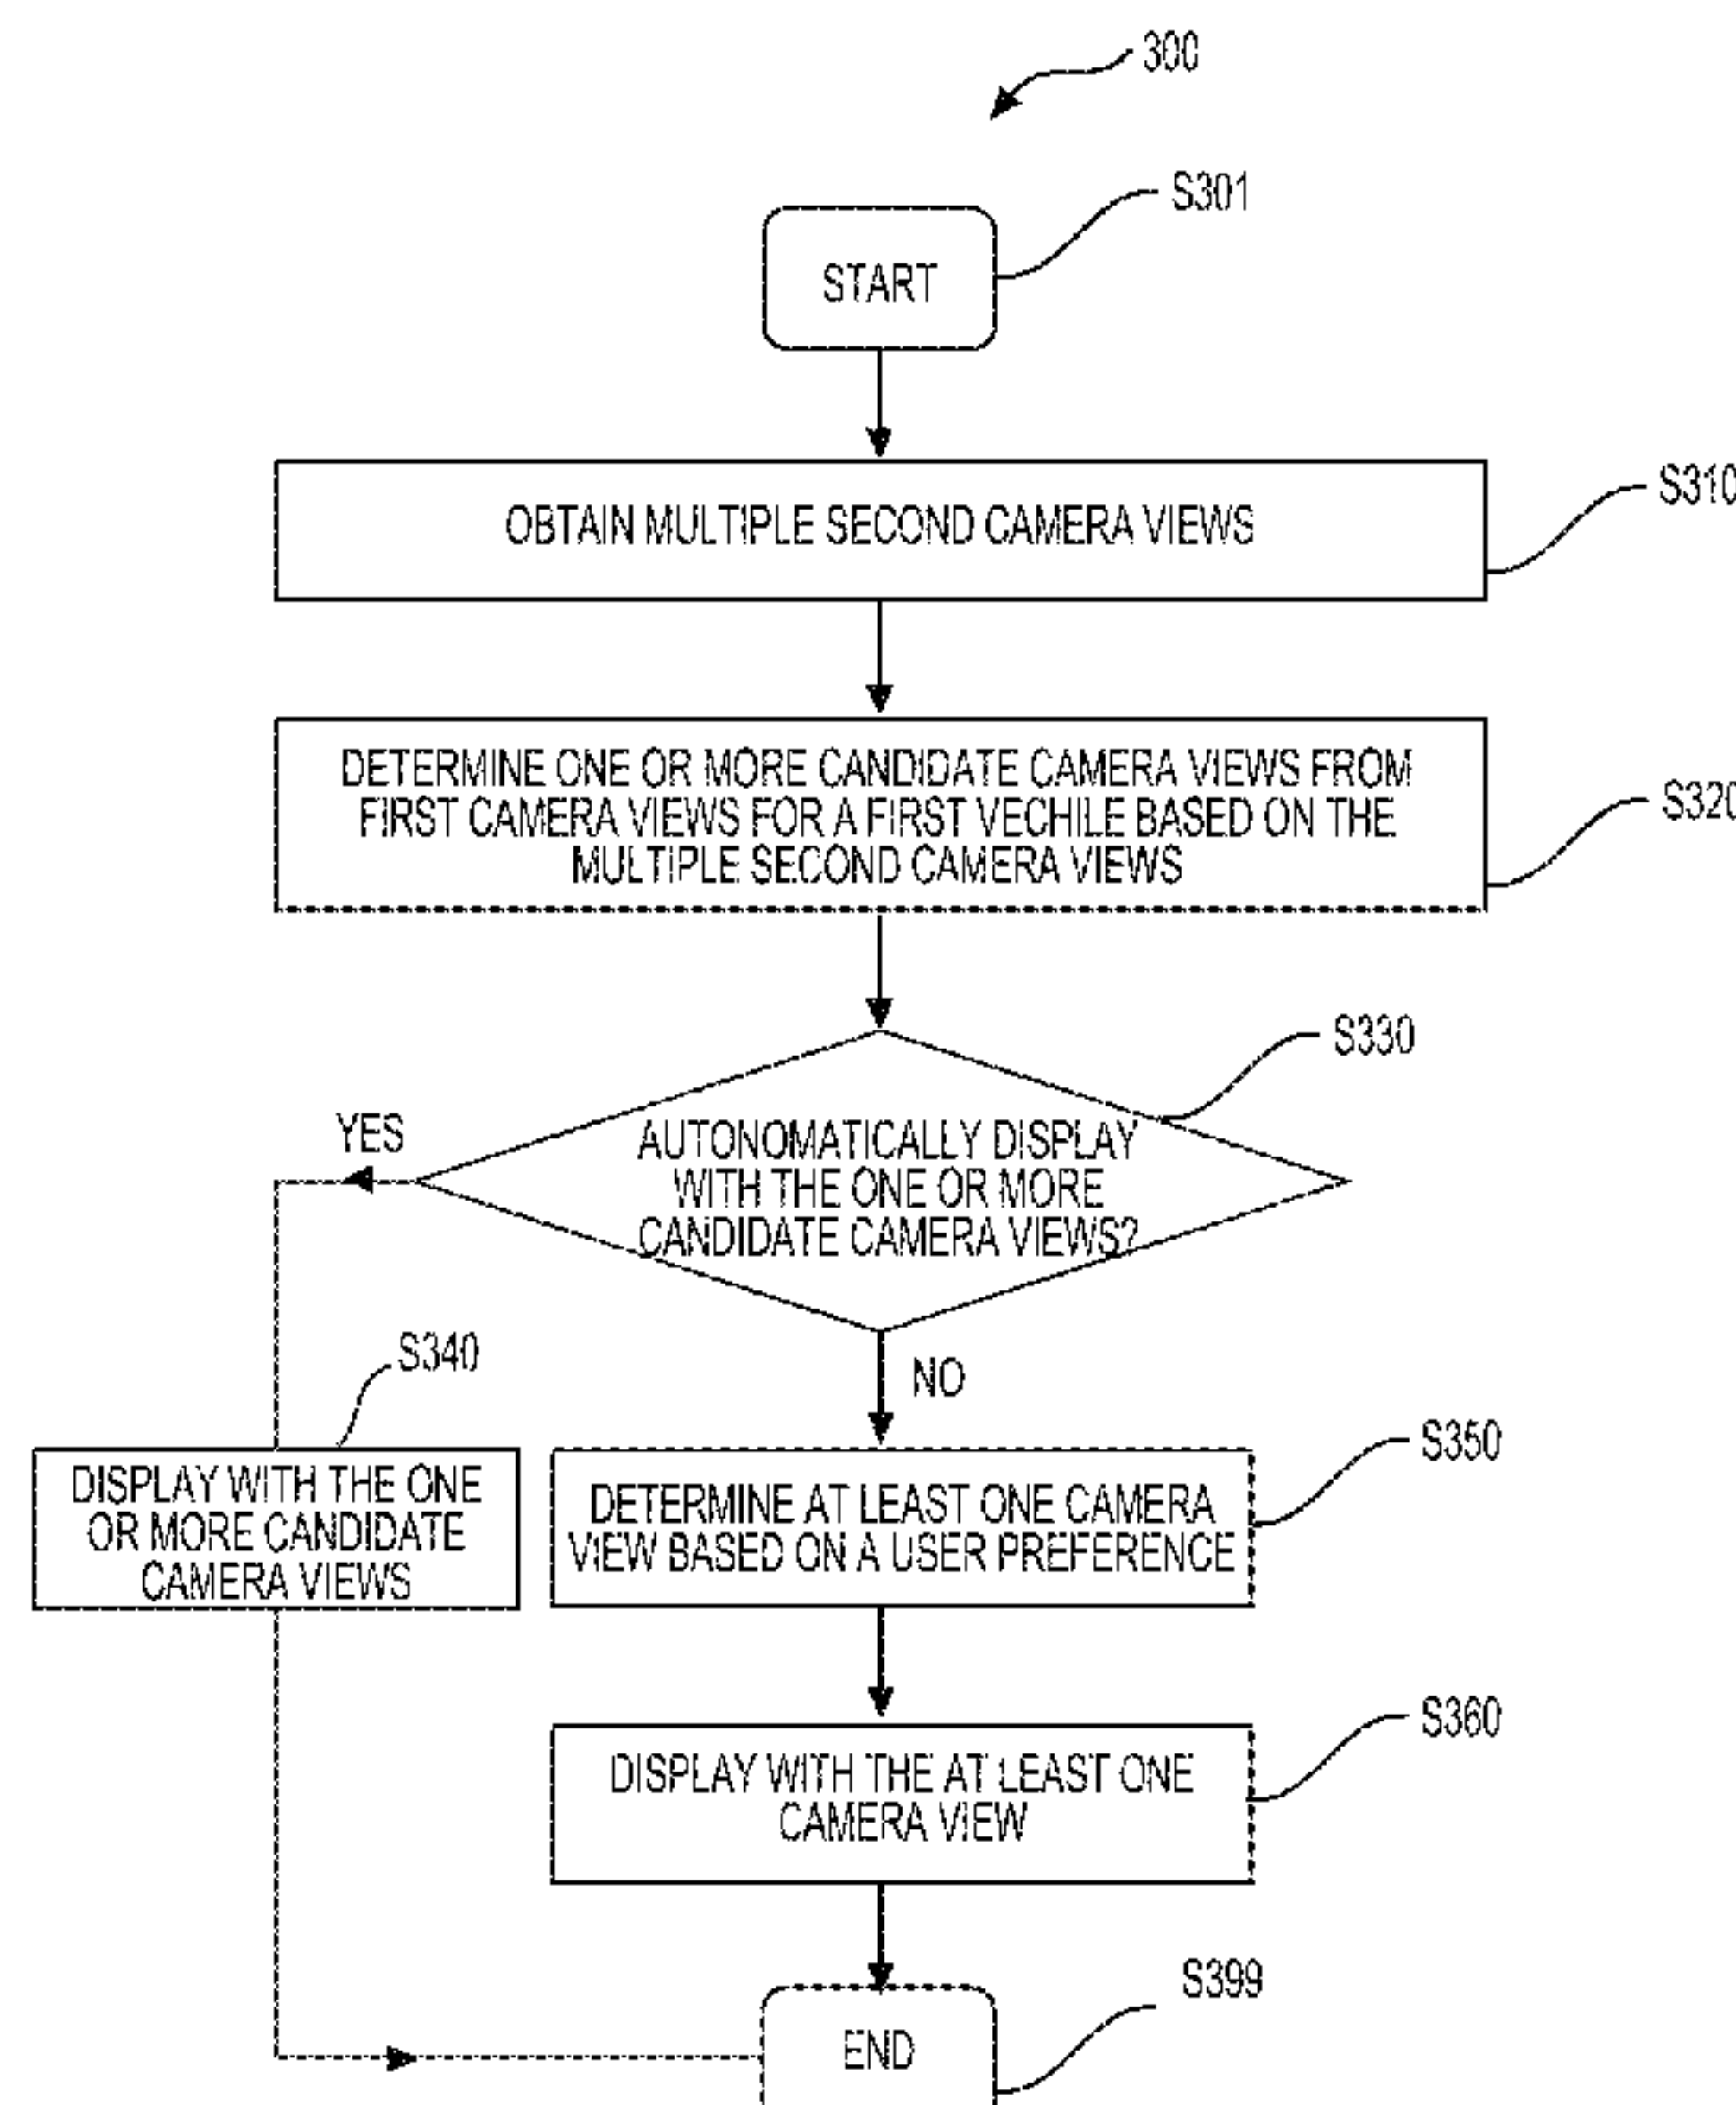 300
S301
START
OBTAIN MULTIPLE SECOND CAMERA VIEWS
S310
DETERMINE ONE OR MORE CANDIDATE CAMERA VIEWS FROM
FIRST CAMERA VIEWS FOR A FIRST VECHILE BASED ON THE
MULTIPLE SECOND CAMERA VIEWS
S320
S330
AUTONOMATICALLY DISPLAY
WITH THE ONE OR MORE
CANDIDATE CAMERA VIEWS?
YES
NO
S340
DISPLAY WITH THE ONE
OR MORE CANDIDATE
CAMERA VIEWS
S350
DETERMINE AT LEAST ONE CAMERA
VIEW BASED ON A USER PREFERENCE
S360
DISPLAY WITH THE AT LEAST ONE
CAMERA VIEW
S399
END